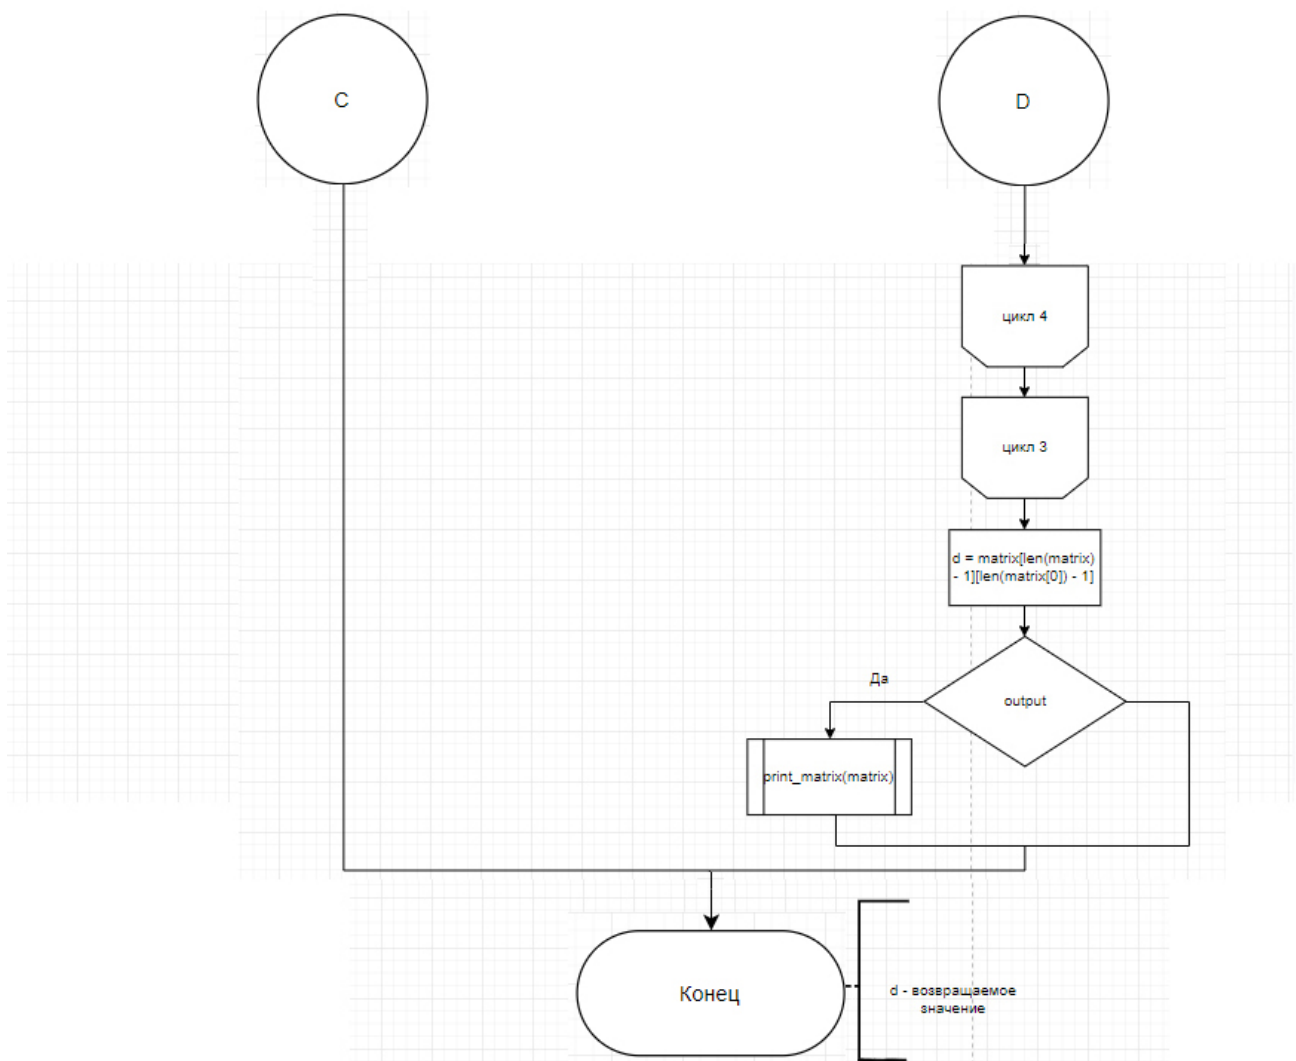 C
D
цикл 4
цикл 3
d = matrix[len(matrix)
- 1][len(matrix[0]) - 1]
Да
output
print_matrix(matrix)
Конец
d - возвращаемое
значение